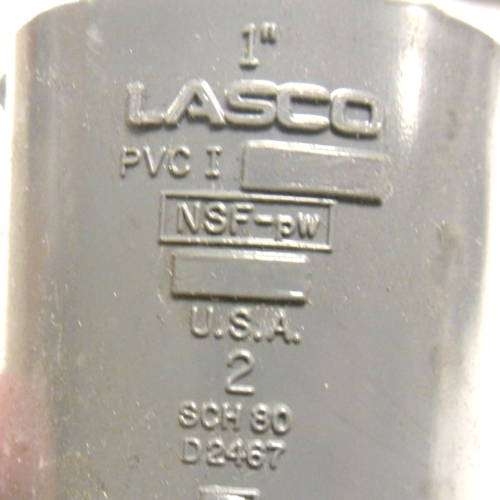 1"
LASCO
PVC I
NSF-pw
U.S.A.
2
SCH 80
D2467